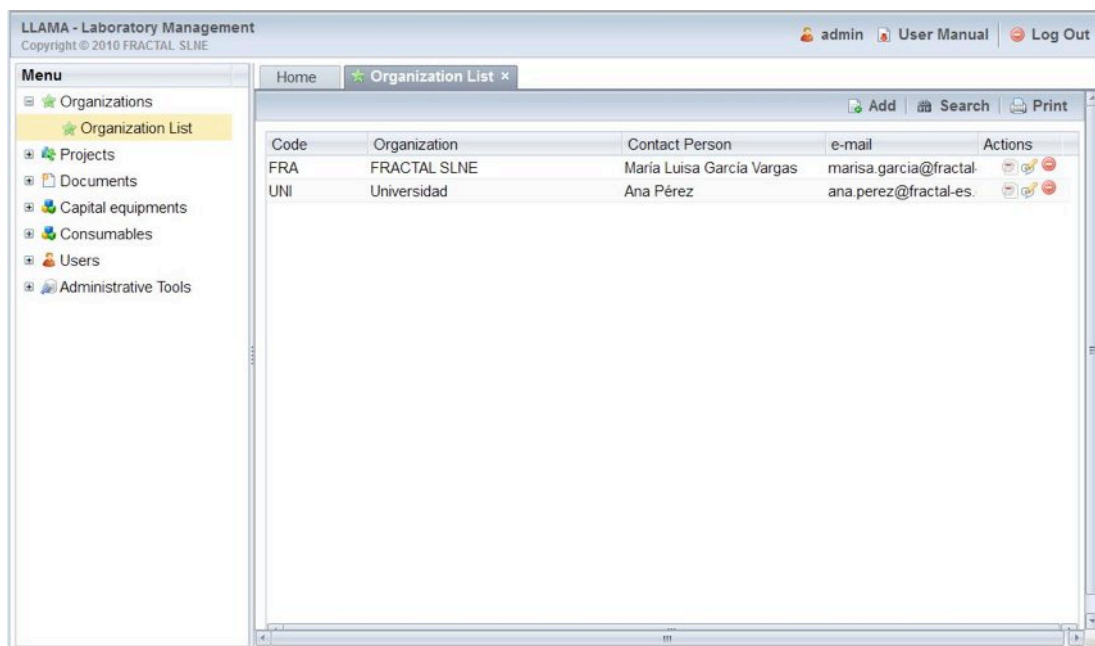 LLAMA - Laboratory Management
Copyright © 2010 FRACTAL SLNE
admin User Manual Log Out
Menu
Organizations
Organization List
Projects
Documents
Capital equipments
Consumables
Users
Administrative Tools
Home Organization List ×
Add Search Print
Code Organization Contact Person e-mail Actions
FRA FRACTAL SLNE María Luisa García Vargas marisa.garcia@fractal-
UNI Universidad Ana Pérez ana.perez@fractal-es.